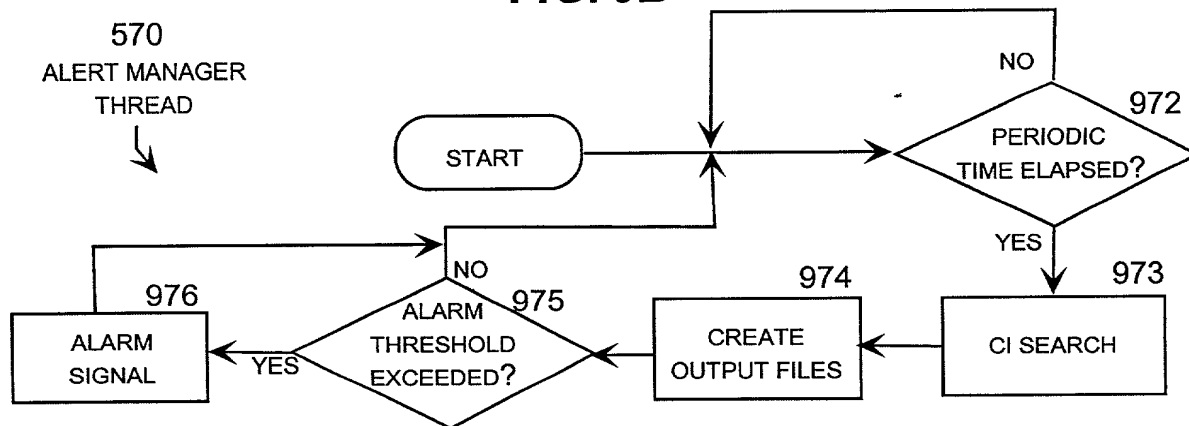 570
ALERT MANAGER
THREAD
START
NO
972
PERIODIC
TIME ELAPSED?
YES
973
CI SEARCH
974
CREATE
OUTPUT FILES
NO
975
ALARM
THRESHOLD
EXCEEDED?
YES
976
ALARM
SIGNAL